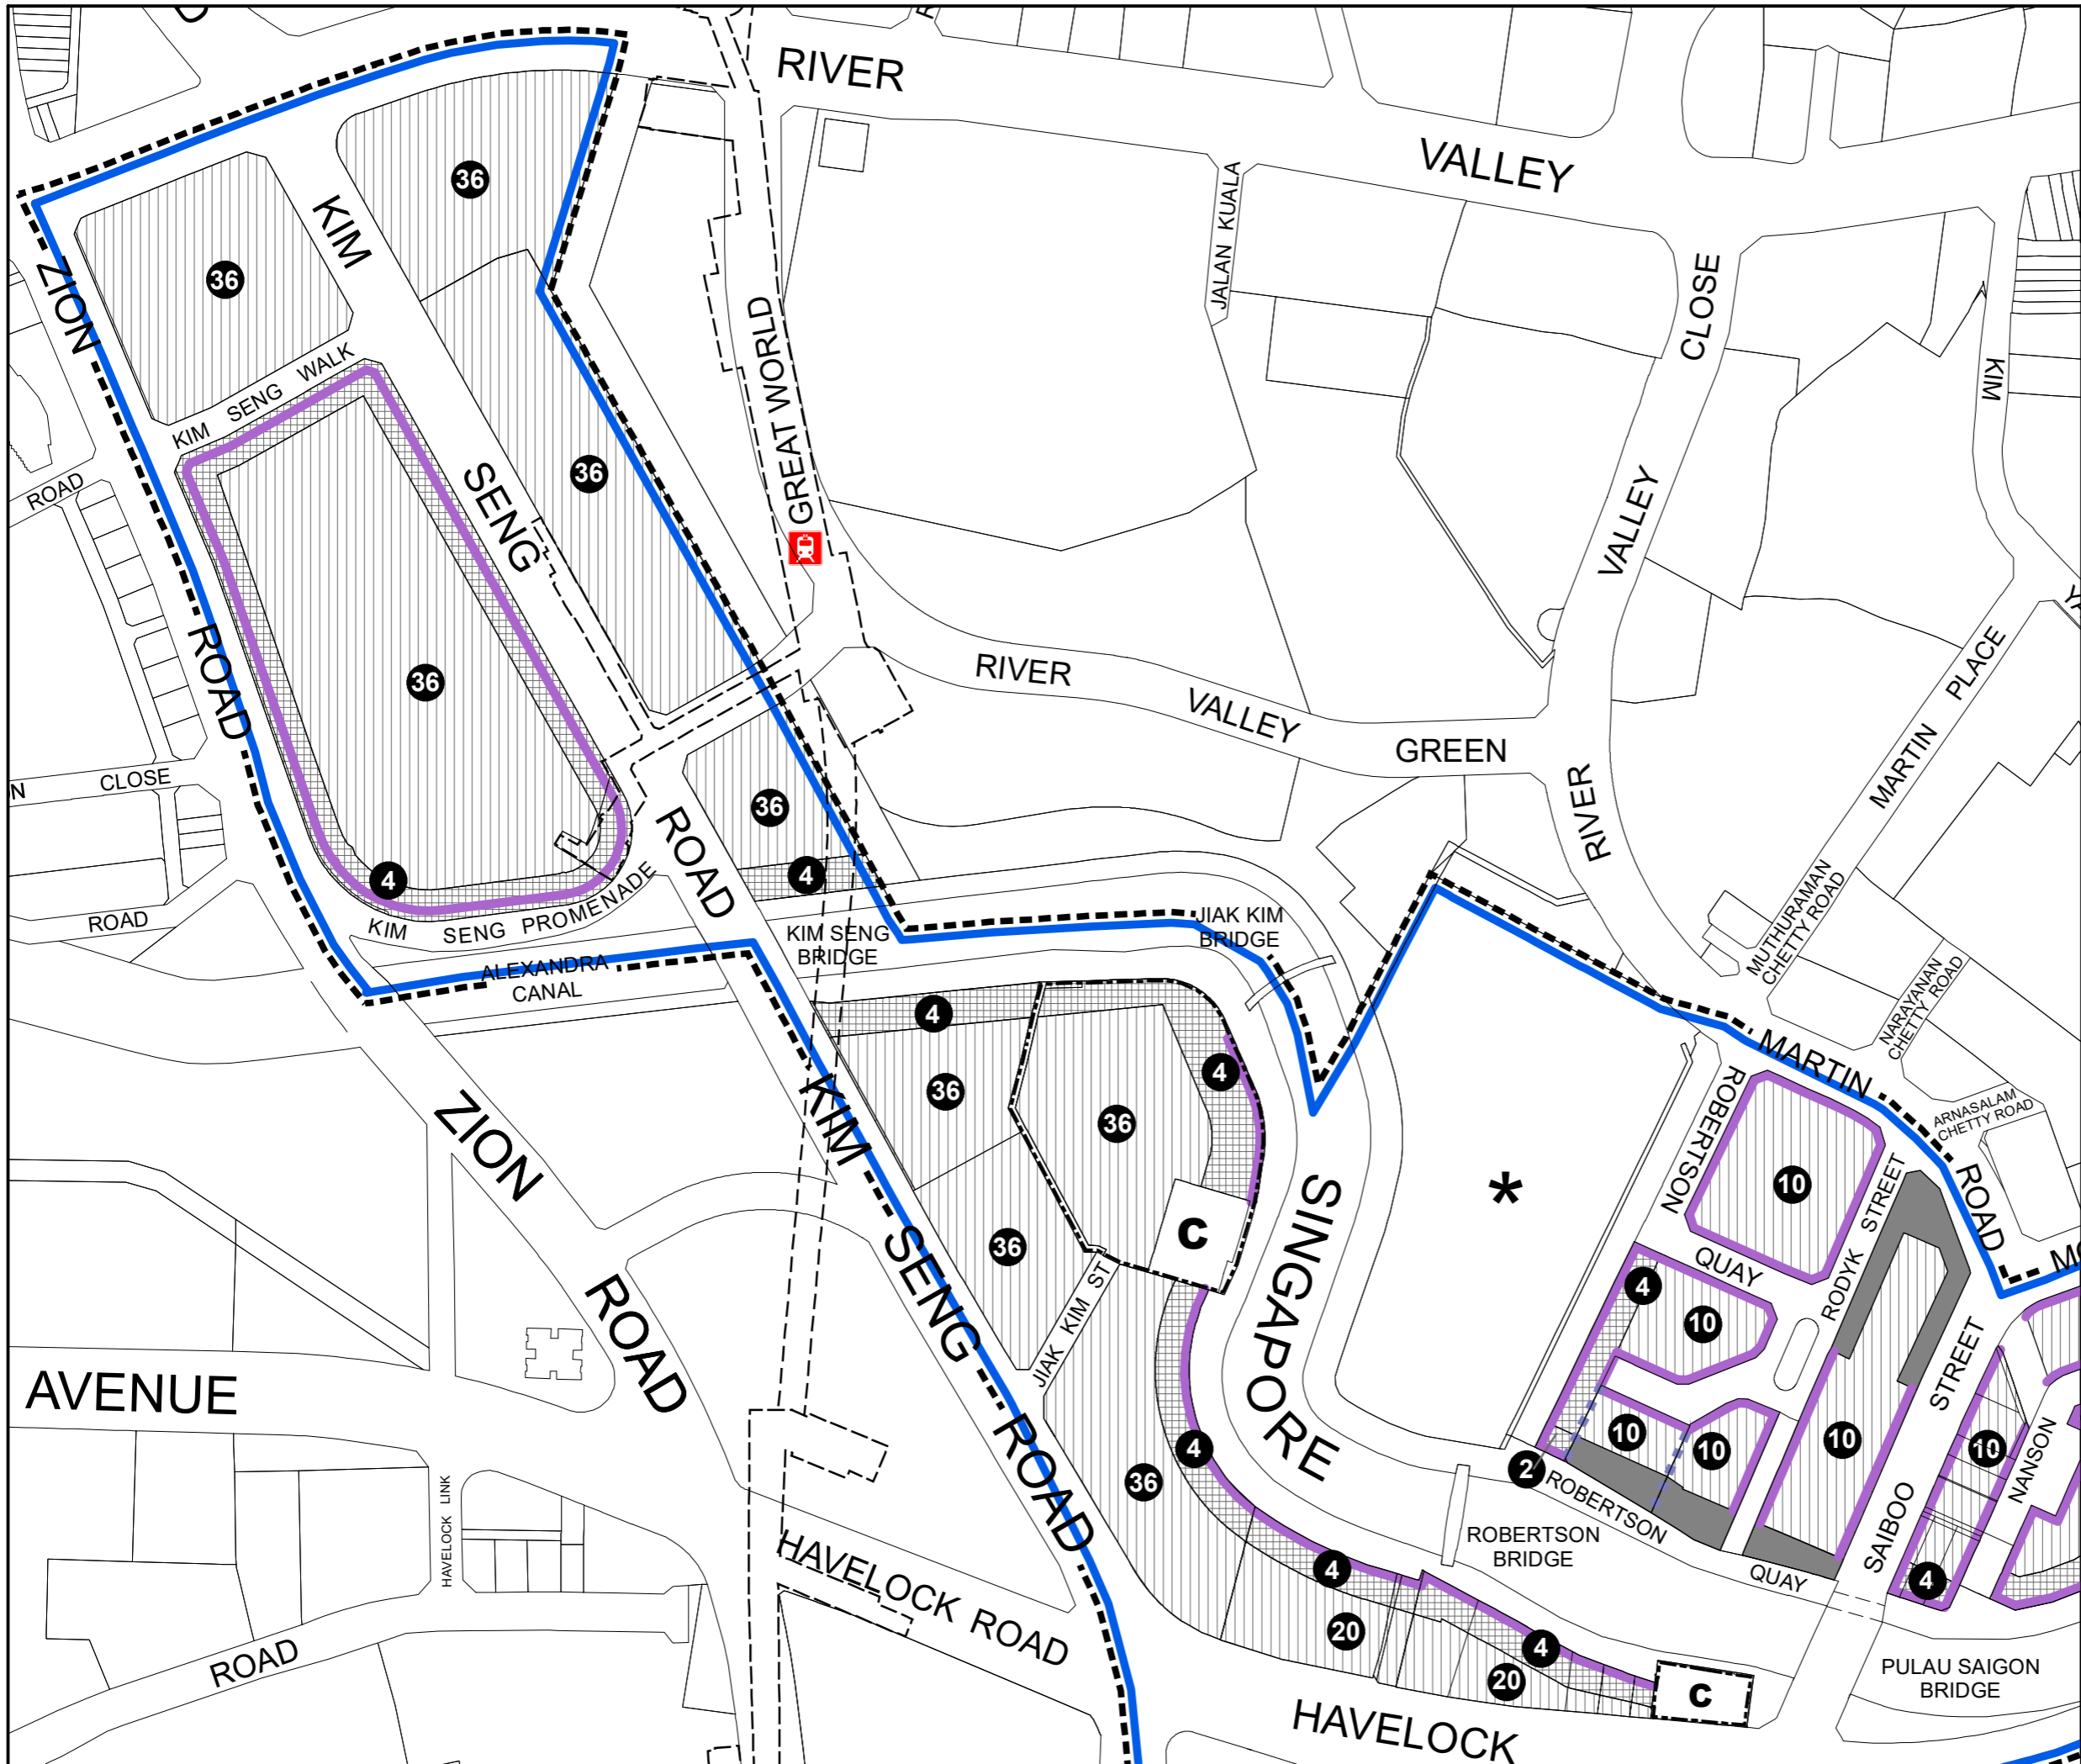 RIVER
VALLEY
JALAN KUALA
CLOSE
VALLEY
RIVER
KIM
36
KIM
36
ZION
GREAT WORLD
KIM SENG WALK
SENG
36
ROAD
ROAD
36
RIVER
VALLEY
GREEN
MARTIN PLACE
CLOSE
36
ROAD
4
4
ROAD
KIM SENG PROMENADE
KIM SENG
BRIDGE
JIAK KIM
BRIDGE
ALEXANDRA
CANAL
MUTHURAMAN
CHETTY ROAD
NARAYANAN
CHETTY ROAD
ARNASALAM
CHETTY ROAD
MARTIN
ROAD
4
36
4
36
ZION
ROAD
KIM
SENG
ROAD
36
C
JIAK KIM ST
SINGAPORE
*
ROBERTSON
QUAY
10
RODYK STREET
4
10
10
10
10
2
ROBERTSON
QUAY
SAIBOO
STREET
10
NANSON
4
AVENUE
HAVELOCK LINK
36
4
4
20
4
20
C
ROBERTSON
BRIDGE
HAVELOCK ROAD
ROAD
HAVELOCK
PULAU SAIGON
BRIDGE